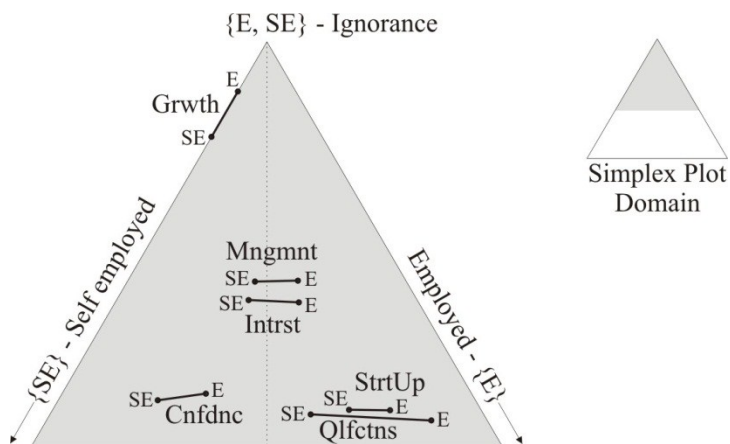 {E, SE} - Ignorance
E
Grwth
SE
Simplex Plot
Domain
{SE} - Self employed
Employed - {E}
Mngmnt
SE E
SE E
Intrst
SE E
Cnfdnc
StrtUp
SE E
SE E
Qlfctns